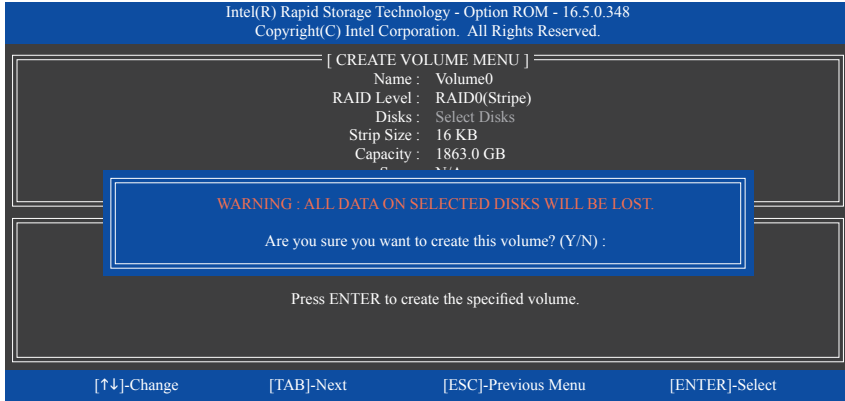 Intel(R) Rapid Storage Technology - Option ROM - 16.5.0.348
Copyright(C) Intel Corporation. All Rights Reserved.
[ CREATE VOLUME MENU ]
Name : Volume0
RAID Level : RAID0(Stripe)
Disks : Select Disks
Strip Size : 16 KB
Capacity : 1863.0 GB
WARNING : ALL DATA ON SELECTED DISKS WILL BE LOST.
Are you sure you want to create this volume? (Y/N) :
Press ENTER to create the specified volume.
[↑↓]-Change [TAB]-Next [ESC]-Previous Menu [ENTER]-Select